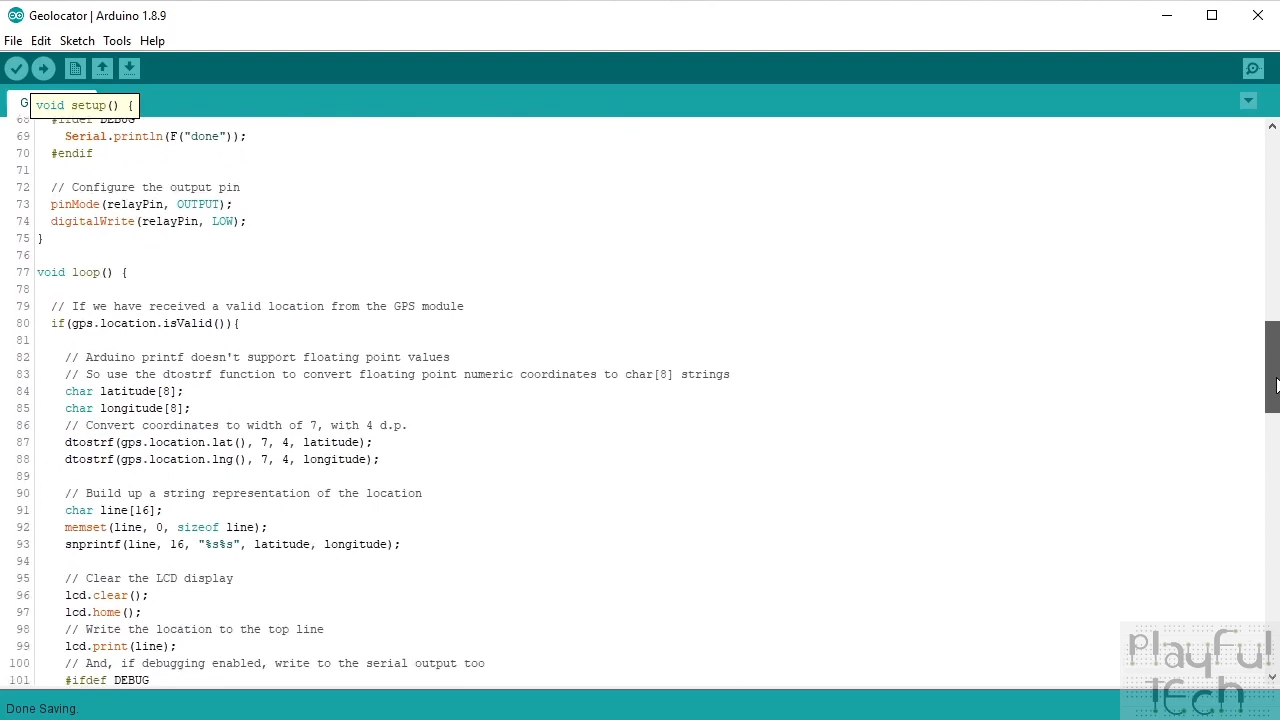 Geolocator | Arduino 1.8.9
File Edit Sketch Tools Help
G
void setup() {
68 #ifdef DEBUG
69 Serial.println(F("done"));
70 #endif
71
72 // Configure the output pin
73 pinMode(relayPin, OUTPUT);
74 digitalWrite(relayPin, LOW);
75 }
76
77 void loop() {
78
79 // If we have received a valid location from the GPS module
80 if(gps.location.isValid()){
81
82 // Arduino printf doesn't support floating point values
83 // So use the dtostrf function to convert floating point numeric coordinates to char[8] strings
84 char latitude[8];
85 char longitude[8];
86 // Convert coordinates to width of 7, with 4 d.p.
87 dtostrf(gps.location.lat(), 7, 4, latitude);
88 dtostrf(gps.location.lng(), 7, 4, longitude);
89
90 // Build up a string representation of the location
91 char line[16];
92 memset(line, 0, sizeof line);
93 snprintf(line, 16, "%s%s", latitude, longitude);
94
95 // Clear the LCD display
96 lcd.clear();
97 lcd.home();
98 // Write the location to the top line
99 lcd.print(line);
100 // And, if debugging enabled, write to the serial output too
101 #ifdef DEBUG
Done Saving.
Playful
tech